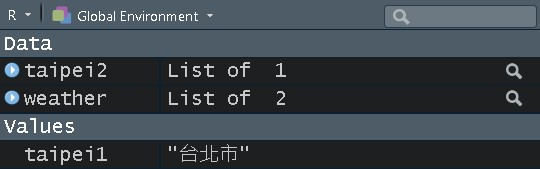 R Global Environment
Data
taipei2 List of 1
weather List of 2
Values
taipei1 "台北市"